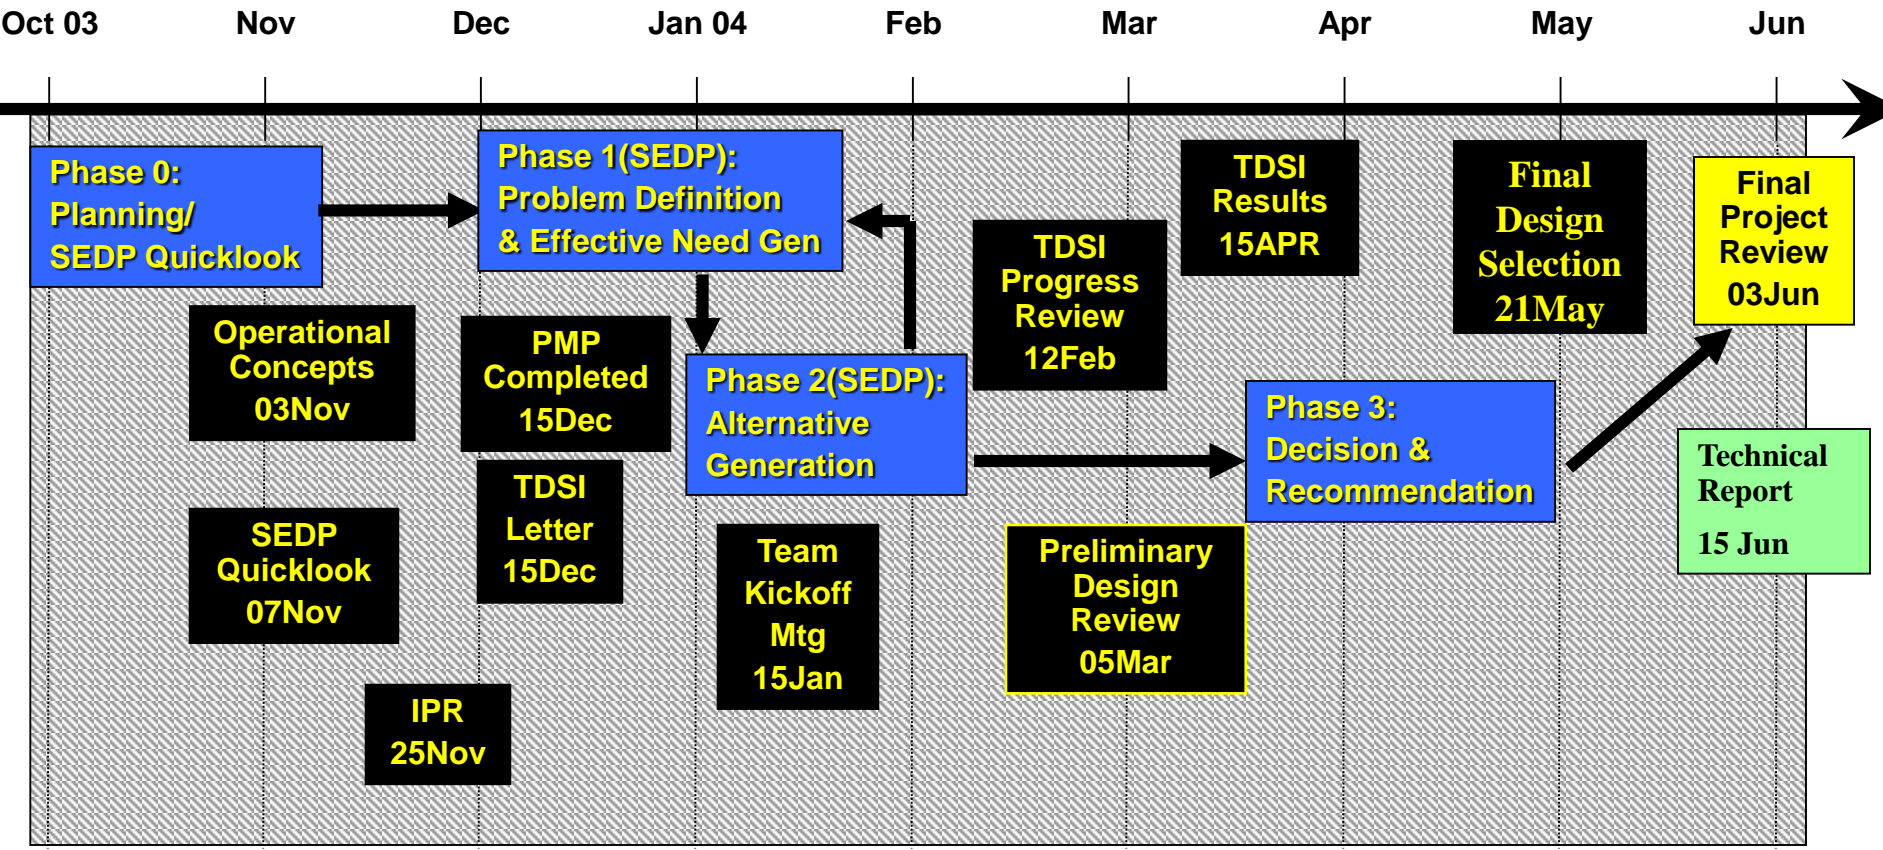 Oct 03
Nov
Dec
Jan 04
Feb
Mar
Apr
May
Jun
Phase 0:
Planning/
SEDP Quicklook
Phase 1(SEDP):
Problem Definition
& Effective Need Gen
TDSI
Results
15APR
Final
Design
Selection
21May
Final
Project
Review
03Jun
TDSI
Progress
Review
12Feb
Operational
Concepts
03Nov
PMP
Completed
15Dec
Phase 2(SEDP):
Alternative
Generation
Phase 3:
Decision &
Recommendation
Technical
Report
15 Jun
TDSI
Letter
15Dec
SEDP
Quicklook
07Nov
Team
Kickoff
Mtg
15Jan
Preliminary
Design
Review
05Mar
IPR
25Nov